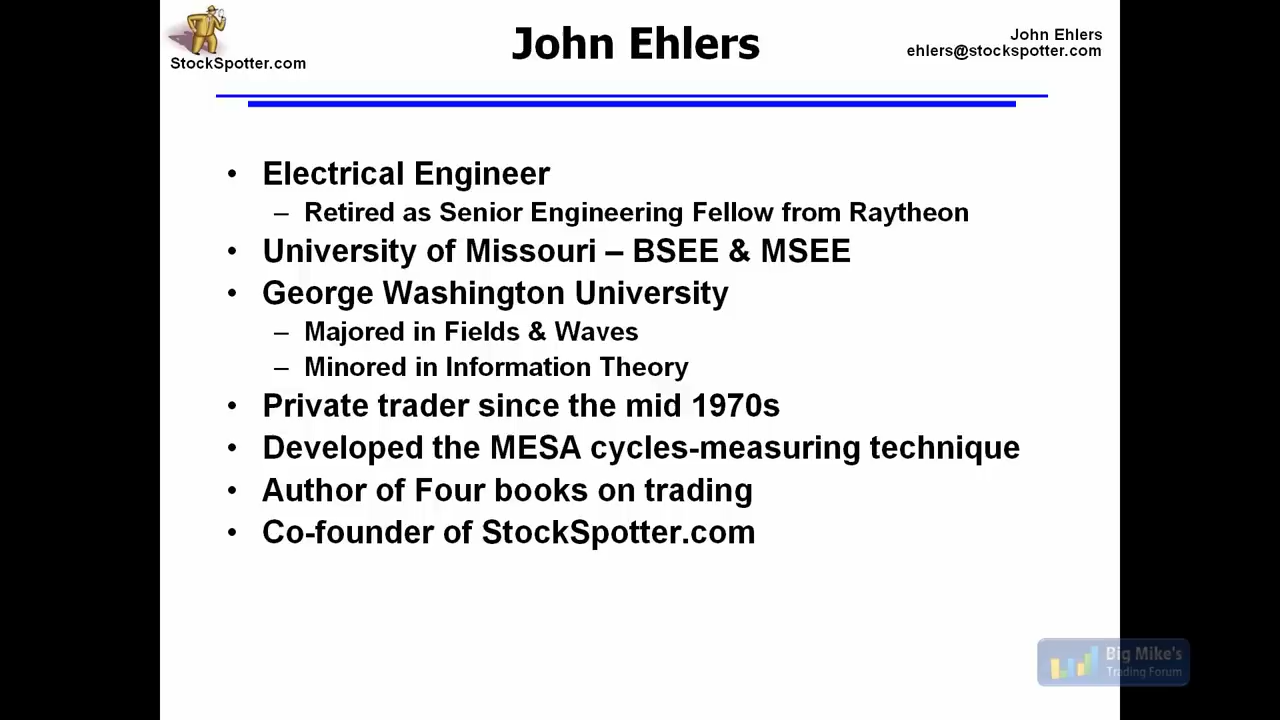 StockSpotter.com
John Ehlers
John Ehlers
ehlers@stockspotter.com
• Electrical Engineer
– Retired as Senior Engineering Fellow from Raytheon
• University of Missouri – BSEE & MSEE
• George Washington University
– Majored in Fields & Waves
– Minored in Information Theory
• Private trader since the mid 1970s
• Developed the MESA cycles-measuring technique
• Author of Four books on trading
• Co-founder of StockSpotter.com
Big Mike's
Trading Forum